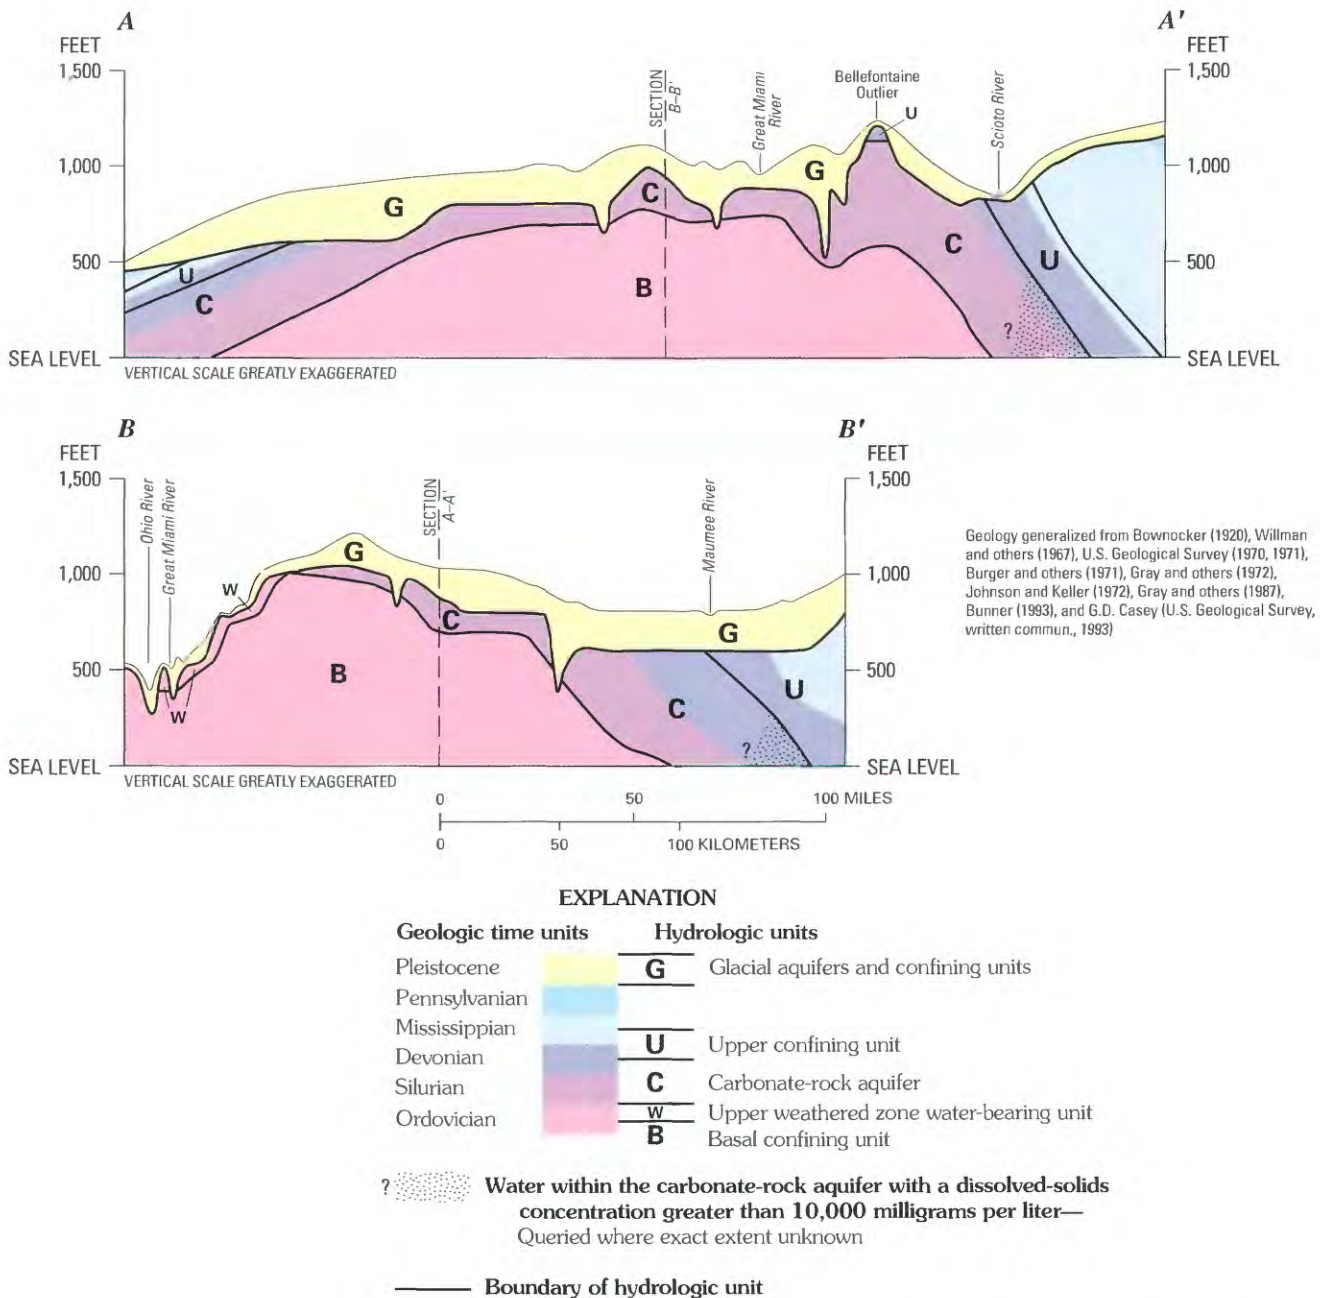 A
A'
FEET
FEET
1,500
1,500
1,000
1,000
500
500
SEA LEVEL
SEA LEVEL
SECTION
B–B'
Great Miami
River
Bellefontaine
Outlier
U
Scioto River
G
C
G
U
C
B
C
U
?
VERTICAL SCALE GREATLY EXAGGERATED
B
B'
FEET
FEET
1,500
1,500
1,000
1,000
500
500
SEA LEVEL
SEA LEVEL
Ohio River
Great Miami River
SECTION
A–A'
Maumee River
W
G
C
G
B
C
U
W
?
VERTICAL SCALE GREATLY EXAGGERATED
0 50 100 MILES
0 50 100 KILOMETERS
Geology generalized from Bownocker (1920), Willman
and others (1967), U.S. Geological Survey (1970, 1971),
Burger and others (1971), Gray and others (1972),
Johnson and Keller (1972), Gray and others (1987),
Bunner (1993), and G.D. Casey (U.S. Geological Survey,
written commun., 1993)
EXPLANATION
Geologic time units Hydrologic units
Pleistocene G Glacial aquifers and confining units
Pennsylvanian
Mississippian
U Upper confining unit
Devonian
Silurian C Carbonate-rock aquifer
Ordovician W Upper weathered zone water-bearing unit
B Basal confining unit
? Water within the carbonate-rock aquifer with a dissolved-solids
concentration greater than 10,000 milligrams per liter—
Queried where exact extent unknown
Boundary of hydrologic unit